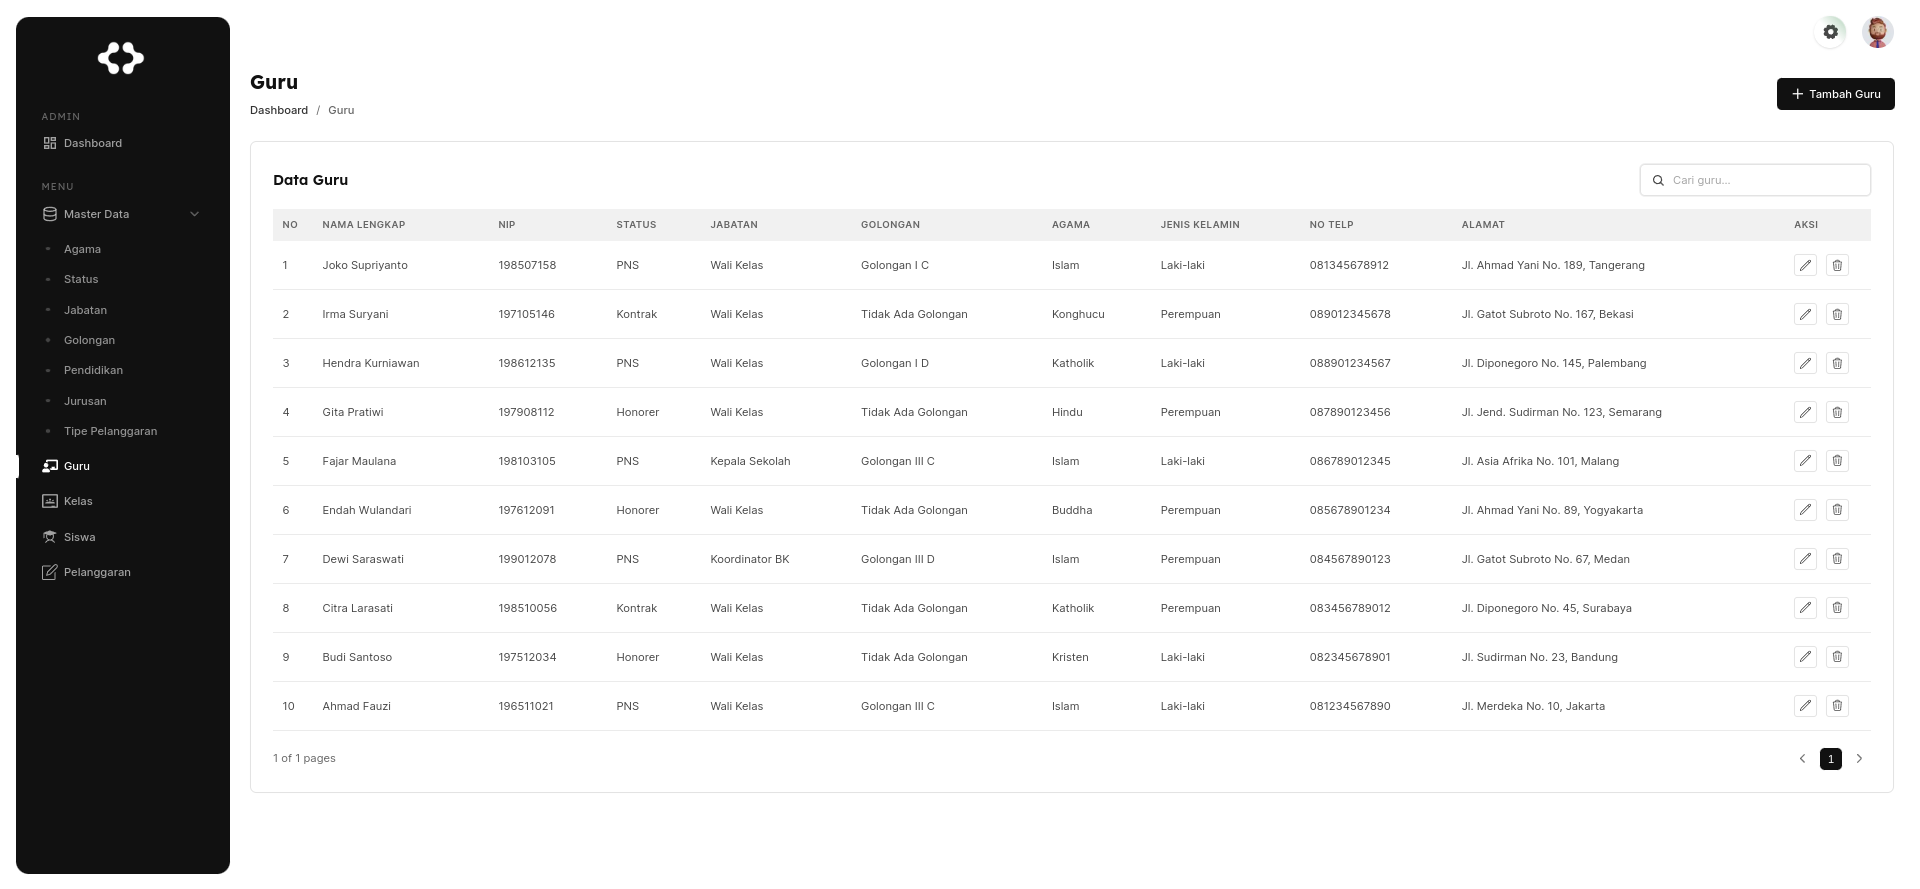 ADMIN
Dashboard
MENU
Master Data
Agama
Status
Jabatan
Golongan
Pendidikan
Jurusan
Tipe Pelanggaran
Guru
Kelas
Siswa
Pelanggaran
Guru
Dashboard / Guru
+ Tambah Guru
Data Guru
Cari guru...
NO NAMA LENGKAP NIP STATUS JABATAN GOLONGAN AGAMA JENIS KELAMIN NO TELP ALAMAT AKSI
1 Joko Supriyanto 198507158 PNS Wali Kelas Golongan I C Islam Laki-laki 081345678912 Jl. Ahmad Yani No. 189, Tangerang
2 Irma Suryani 197105146 Kontrak Wali Kelas Tidak Ada Golongan Konghucu Perempuan 089012345678 Jl. Gatot Subroto No. 167, Bekasi
3 Hendra Kurniawan 198612135 PNS Wali Kelas Golongan I D Katholik Laki-laki 088901234567 Jl. Diponegoro No. 145, Palembang
4 Gita Pratiwi 197908112 Honorer Wali Kelas Tidak Ada Golongan Hindu Perempuan 087890123456 Jl. Jend. Sudirman No. 123, Semarang
5 Fajar Maulana 198103105 PNS Kepala Sekolah Golongan III C Islam Laki-laki 086789012345 Jl. Asia Afrika No. 101, Malang
6 Endah Wulandari 197612091 Honorer Wali Kelas Tidak Ada Golongan Buddha Perempuan 085678901234 Jl. Ahmad Yani No. 89, Yogyakarta
7 Dewi Saraswati 199012078 PNS Koordinator BK Golongan III D Islam Perempuan 084567890123 Jl. Gatot Subroto No. 67, Medan
8 Citra Larasati 198510056 Kontrak Wali Kelas Tidak Ada Golongan Katholik Perempuan 083456789012 Jl. Diponegoro No. 45, Surabaya
9 Budi Santoso 197512034 Honorer Wali Kelas Tidak Ada Golongan Kristen Laki-laki 082345678901 Jl. Sudirman No. 23, Bandung
10 Ahmad Fauzi 196511021 PNS Wali Kelas Golongan III C Islam Laki-laki 081234567890 Jl. Merdeka No. 10, Jakarta
1 of 1 pages
1